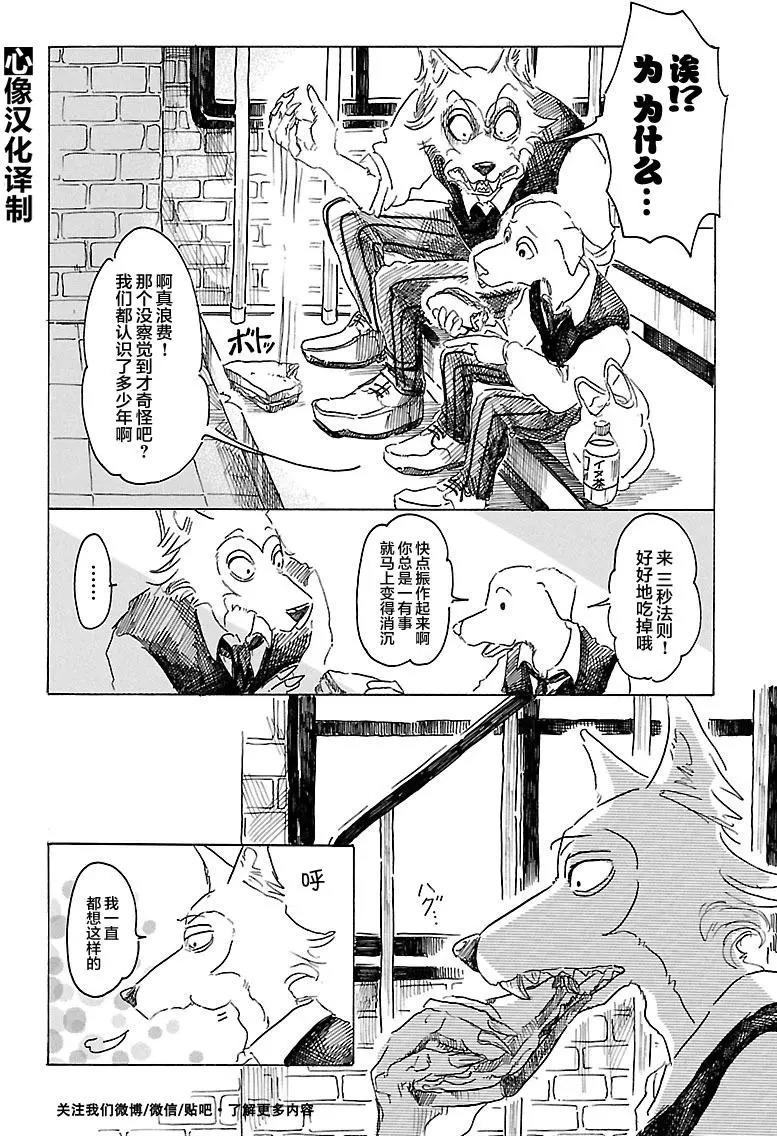 心像汉化译制
诶!?
为 为什么…
啊真浪费！
那个没察觉到才奇怪吧？
我们都认识了多少年啊
ボトッ
イヌ茶
来 三秒法则！
好好地吃掉哦
快点振作起来啊
你总是一有事
就马上变得消沉
……
ハグ…
呼
我一直
都想这样的
关注我们微博/微信/贴吧·了解更多内容